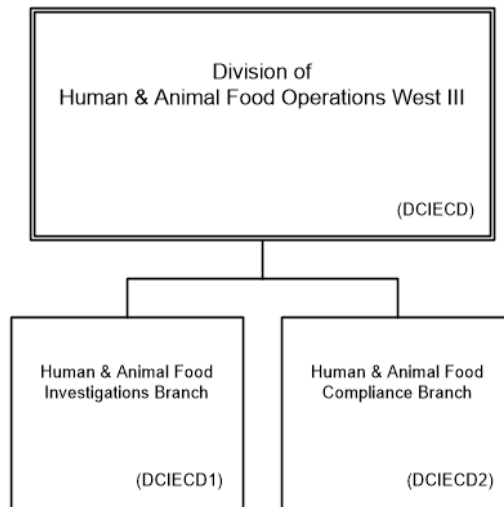 Division of
Human & Animal Food Operations West III
(DCIECD)
Human & Animal Food
Investigations Branch
(DCIECD1)
Human & Animal Food
Compliance Branch
(DCIECD2)